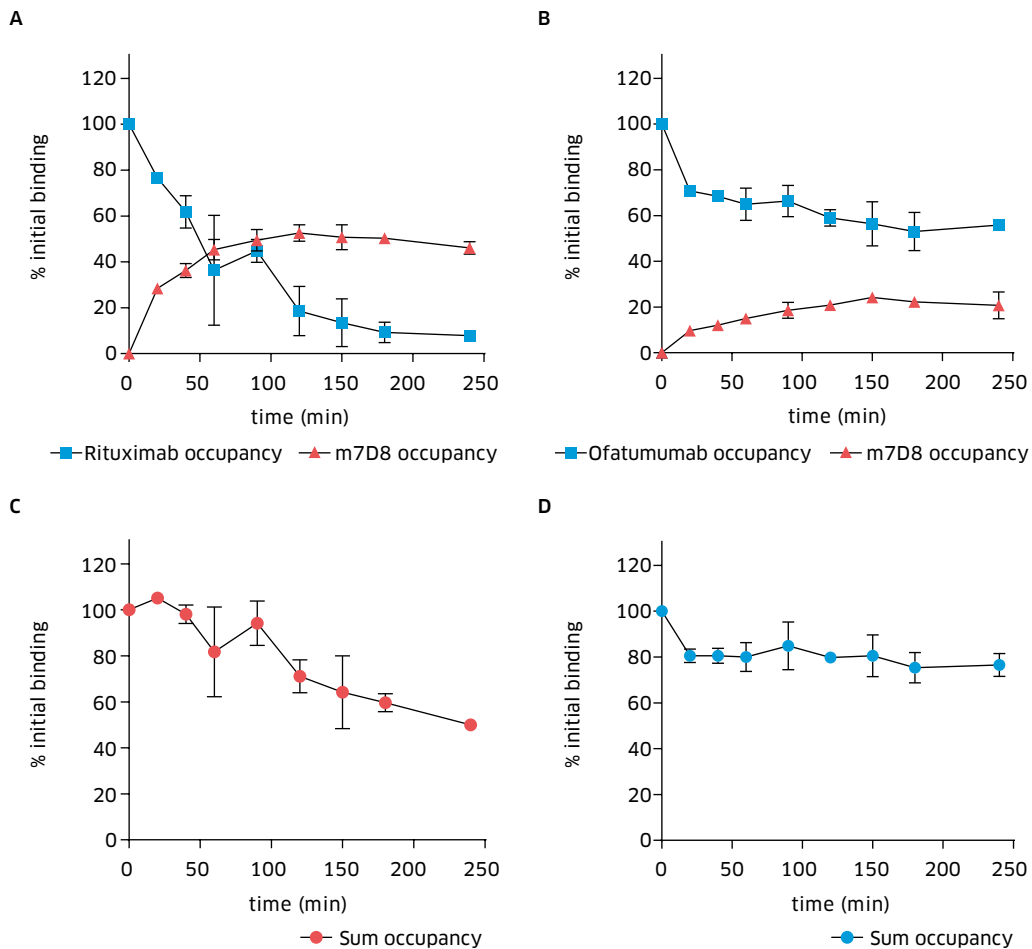 A
% initial binding
120
100
80
60
40
20
0
0 50 100 150 200 250
time (min)
Rituximab occupancy m7D8 occupancy
B
% initial binding
120
100
80
60
40
20
0
0 50 100 150 200 250
time (min)
Ofatumumab occupancy m7D8 occupancy
C
% initial binding
120
100
80
60
40
20
0
0 50 100 150 200 250
time (min)
Sum occupancy
D
% initial binding
120
100
80
60
40
20
0
0 50 100 150 200 250
time (min)
Sum occupancy